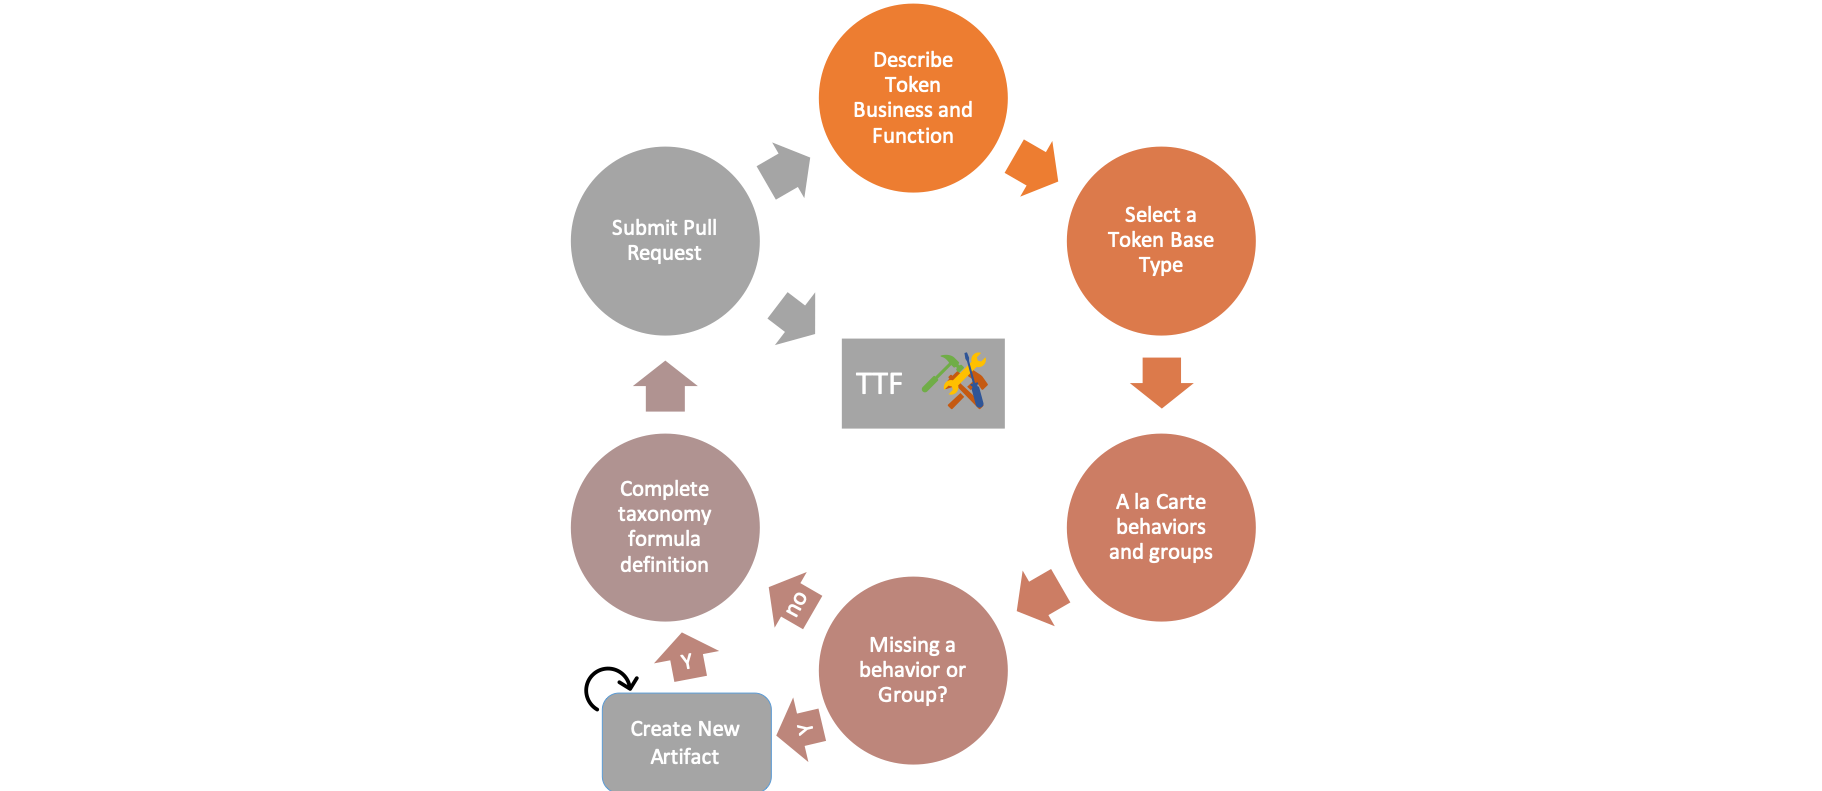 Describe
Token
Business and
Function
Select a
Token Base
Type
A la Carte
behaviors
and groups
Missing a
behavior or
Group?
no
Y
Create New
Artifact
Y
Complete
taxonomy
formula
definition
Submit Pull
Request
TTF